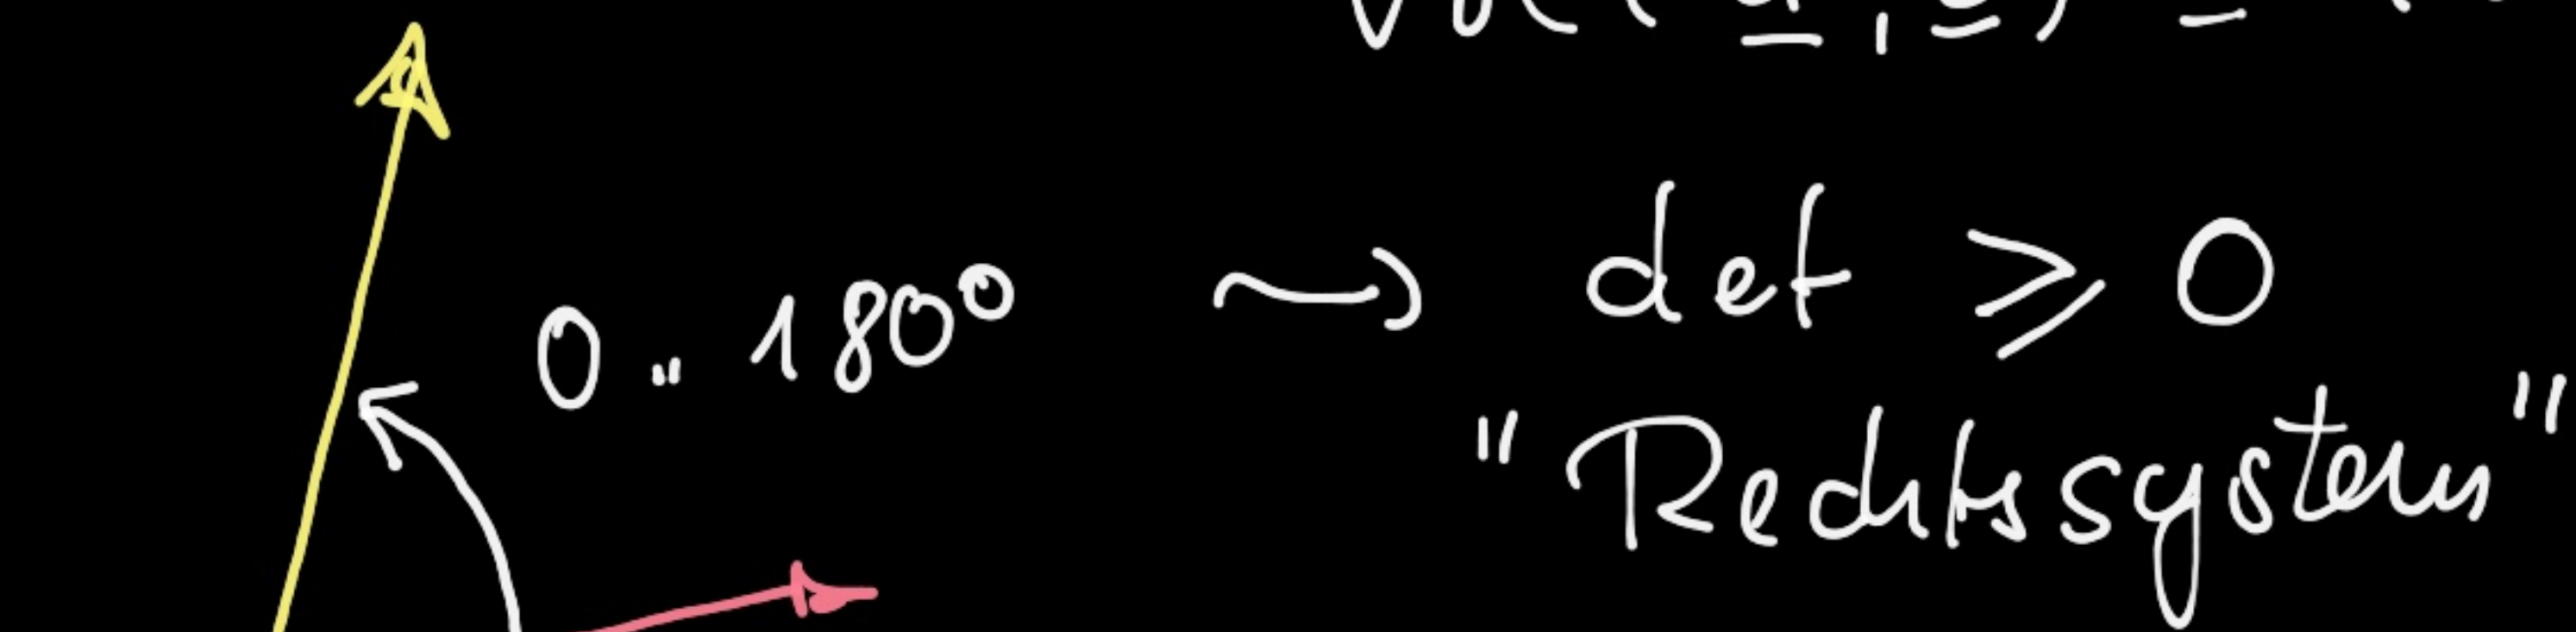 0.. 180° ⤳ det ⩾ 0
"Rechtssystem"